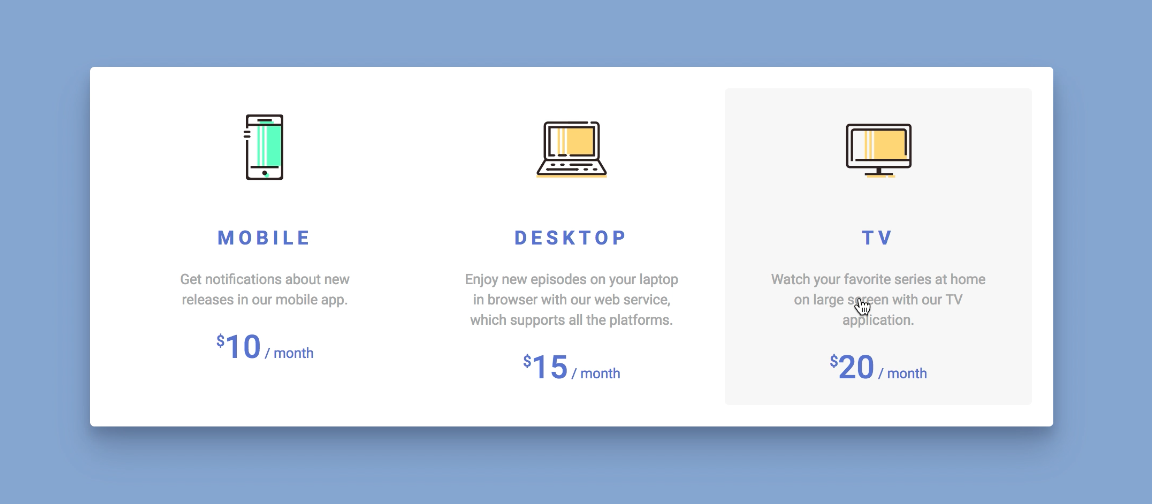 MOBILE
Get notifications about new
releases in our mobile app.
$10 / month
DESKTOP
Enjoy new episodes on your laptop
in browser with our web service,
which supports all the platforms.
$15 / month
TV
Watch your favorite series at home
on large screen with our TV
application.
$20 / month